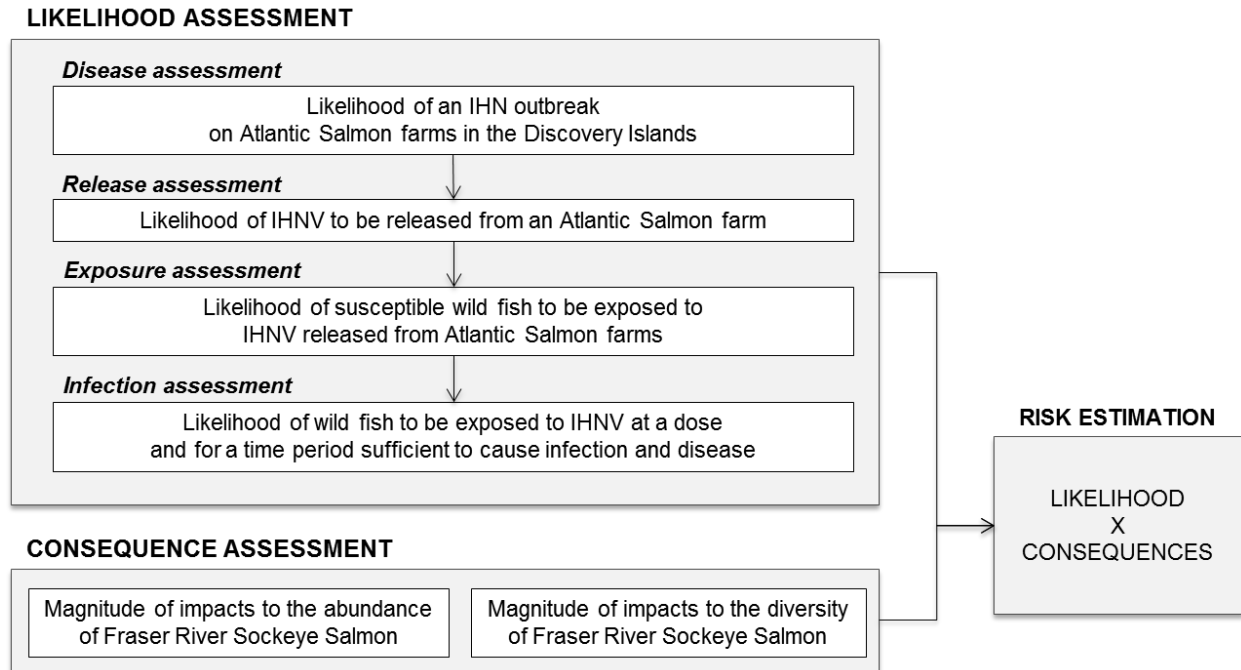 LIKELIHOOD ASSESSMENT
Disease assessment
Likelihood of an IHN outbreak
on Atlantic Salmon farms in the Discovery Islands
Release assessment
Likelihood of IHNV to be released from an Atlantic Salmon farm
Exposure assessment
Likelihood of susceptible wild fish to be exposed to
IHNV released from Atlantic Salmon farms
Infection assessment
Likelihood of wild fish to be exposed to IHNV at a dose
and for a time period sufficient to cause infection and disease
CONSEQUENCE ASSESSMENT
Magnitude of impacts to the abundance
of Fraser River Sockeye Salmon
Magnitude of impacts to the diversity
of Fraser River Sockeye Salmon
RISK ESTIMATION
LIKELIHOOD
X
CONSEQUENCES